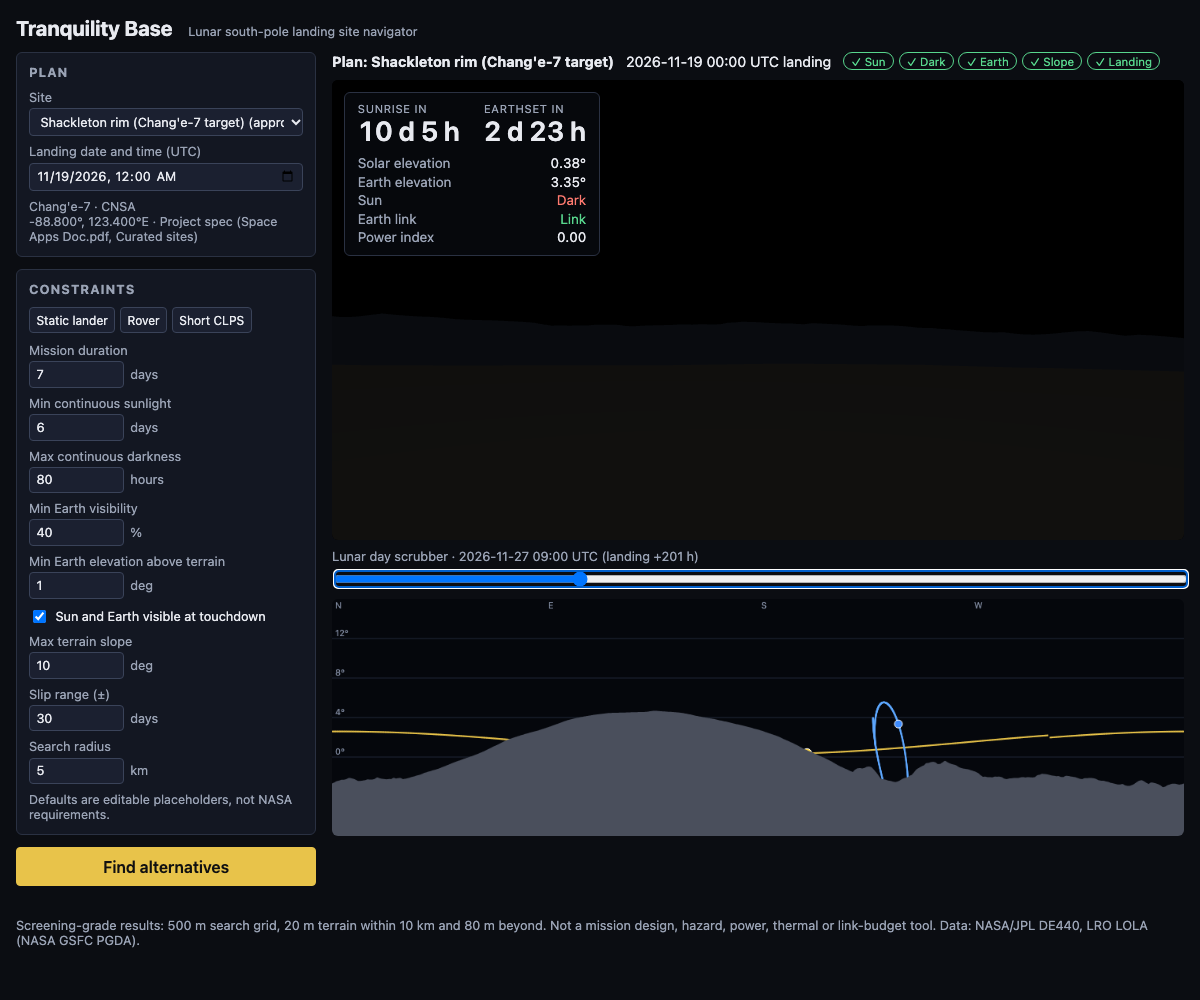 Tranquility Base Lunar south-pole landing site navigator
PLAN
Site
Shackleton rim (Chang'e-7 target) (appro
Landing date and time (UTC)
11/19/2026, 12:00 AM
Chang'e-7 · CNSA
-88.800°, 123.400°E · Project spec (Space
Apps Doc.pdf, Curated sites)
CONSTRAINTS
Static lander Rover Short CLPS
Mission duration
7 days
Min continuous sunlight
6 days
Max continuous darkness
80 hours
Min Earth visibility
40 %
Min Earth elevation above terrain
1 deg
Sun and Earth visible at touchdown
Max terrain slope
10 deg
Slip range (±)
30 days
Search radius
5 km
Defaults are editable placeholders, not NASA
requirements.
Find alternatives
Plan: Shackleton rim (Chang'e-7 target) 2026-11-19 00:00 UTC landing ✓ Sun ✓ Dark ✓ Earth ✓ Slope ✓ Landing
SUNRISE IN EARTHSET IN
10 d 5 h 2 d 23 h
Solar elevation 0.38°
Earth elevation 3.35°
Sun Dark
Earth link Link
Power index 0.00
Lunar day scrubber · 2026-11-27 09:00 UTC (landing +201 h)
N E S W
12°
8°
4°
0°
Screening-grade results: 500 m search grid, 20 m terrain within 10 km and 80 m beyond. Not a mission design, hazard, power, thermal or link-budget tool. Data: NASA/JPL DE440, LRO LOLA
(NASA GSFC PGDA).